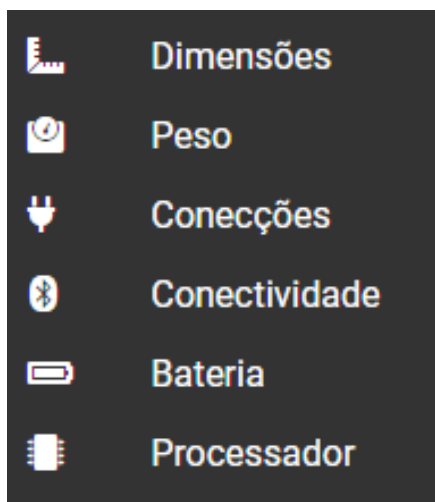 Dimensões
Peso
Conecções
Conectividade
Bateria
Processador